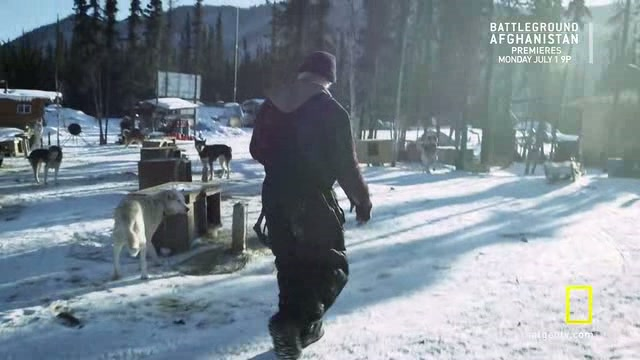 BATTLEGROUND
AFGHANISTAN
PREMIERES
MONDAY JULY 1 9P
natgeotv.com